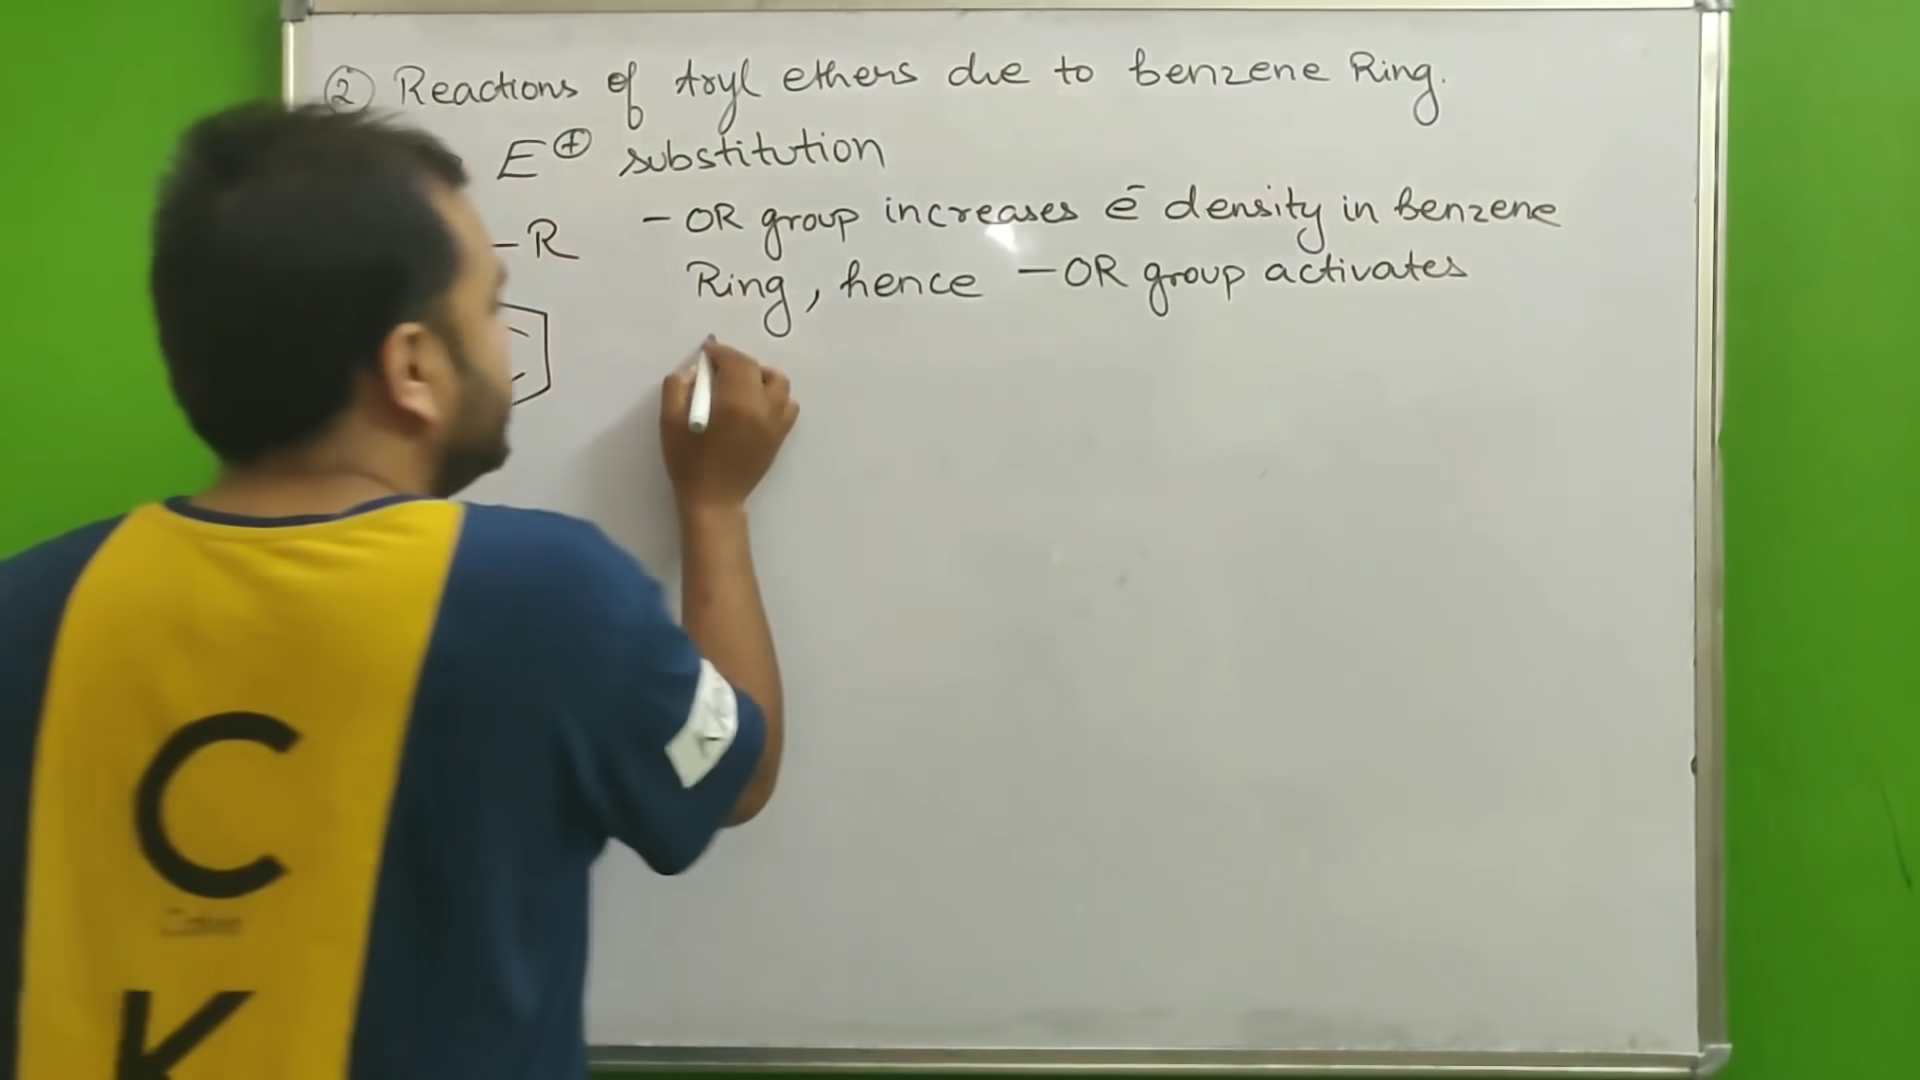 ② Reactions of Aryl ethers due to benzene Ring.
E⊕ substitution
-R
- OR group increases ē density in benzene
Ring, hence - OR group activates
C
K